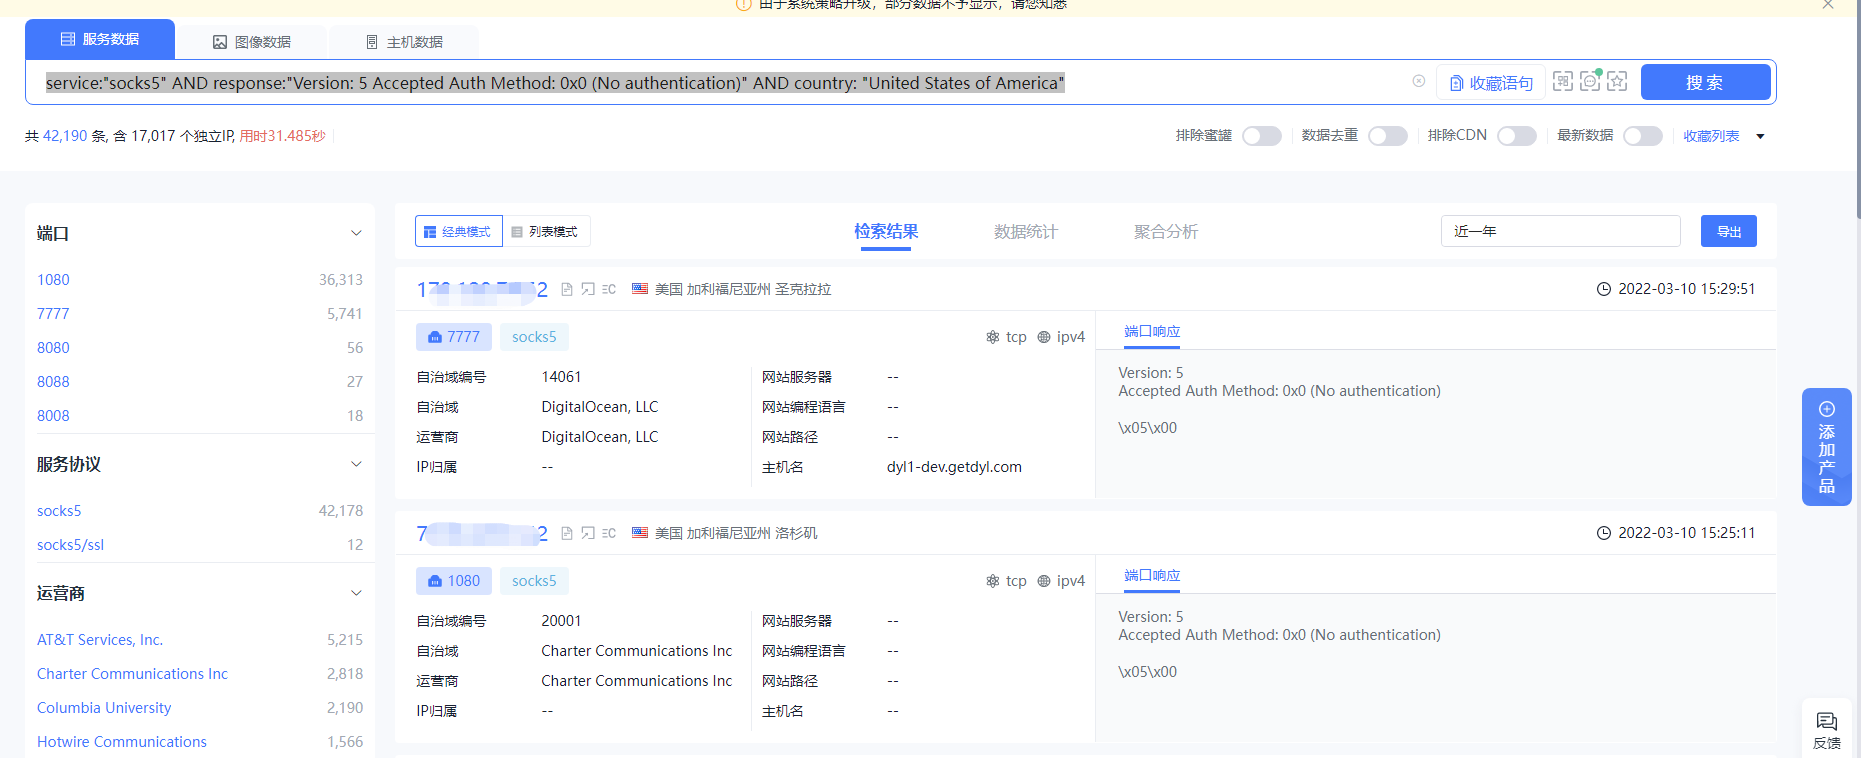 由于系统策略升级，部分数据不予显示，请您知悉
服务数据
图像数据
主机数据
service:"socks5" AND response:"Version: 5 Accepted Auth Method: 0x0 (No authentication)" AND country: "United States of America"
收藏语句
搜索
共 42,190 条, 含 17,017 个独立IP, 用时31.485秒
排除蜜罐
数据去重
排除CDN
最新数据
收藏列表
端口
1080 36,313
7777 5,741
8080 56
8088 27
8008 18
服务协议
socks5 42,178
socks5/ssl 12
运营商
AT&T Services, Inc. 5,215
Charter Communications Inc 2,818
Columbia University 2,190
Hotwire Communications 1,566
经典模式
列表模式
检索结果
数据统计
聚合分析
近一年
导出
美国 加利福尼亚州 圣克拉拉
2022-03-10 15:29:51
7777 socks5
tcp ipv4
自治域编号 14061
自治域 DigitalOcean, LLC
运营商 DigitalOcean, LLC
IP归属 --
网站服务器 --
网站编程语言 --
网站路径 --
主机名 dyl1-dev.getdyl.com
端口响应
Version: 5
Accepted Auth Method: 0x0 (No authentication)
\x05\x00
美国 加利福尼亚州 洛杉矶
2022-03-10 15:25:11
1080 socks5
tcp ipv4
自治域编号 20001
自治域 Charter Communications Inc
运营商 Charter Communications Inc
IP归属 --
网站服务器 --
网站编程语言 --
网站路径 --
主机名 --
端口响应
Version: 5
Accepted Auth Method: 0x0 (No authentication)
\x05\x00
添加产品
反馈